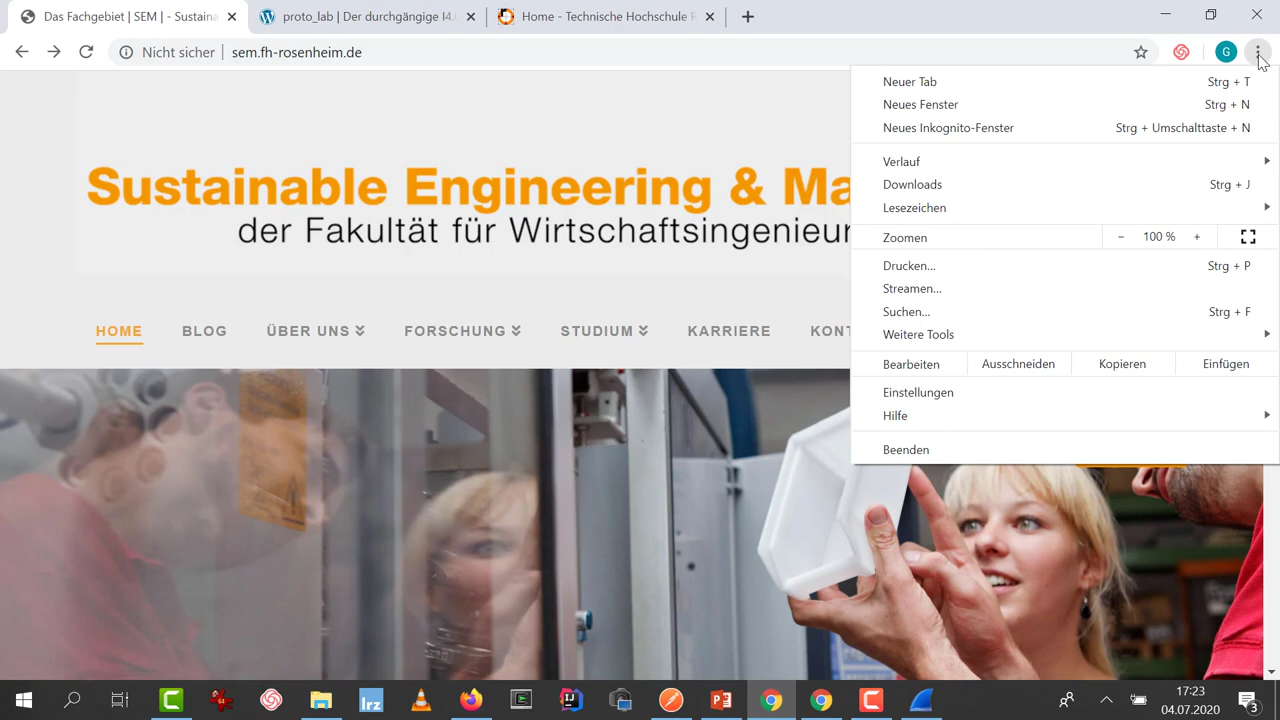 Das Fachgebiet | SEM | - Sustaina
proto_lab | Der durchgängige I4.0
Home - Technische Hochschule R
Nicht sicher | sem.fh-rosenheim.de
G
Neuer Tab Strg + T
Neues Fenster Strg + N
Neues Inkognito-Fenster Strg + Umschalttaste + N
Verlauf
Downloads Strg + J
Lesezeichen
Zoomen − 100 % +
Drucken... Strg + P
Streamen...
Suchen... Strg + F
Weitere Tools
Bearbeiten Ausschneiden Kopieren Einfügen
Einstellungen
Hilfe
Beenden
Sustainable Engineering & Ma
der Fakultät für Wirtschaftsingenieur
HOME BLOG ÜBER UNS FORSCHUNG STUDIUM KARRIERE KONT
lrz
17:23
04.07.2020
3